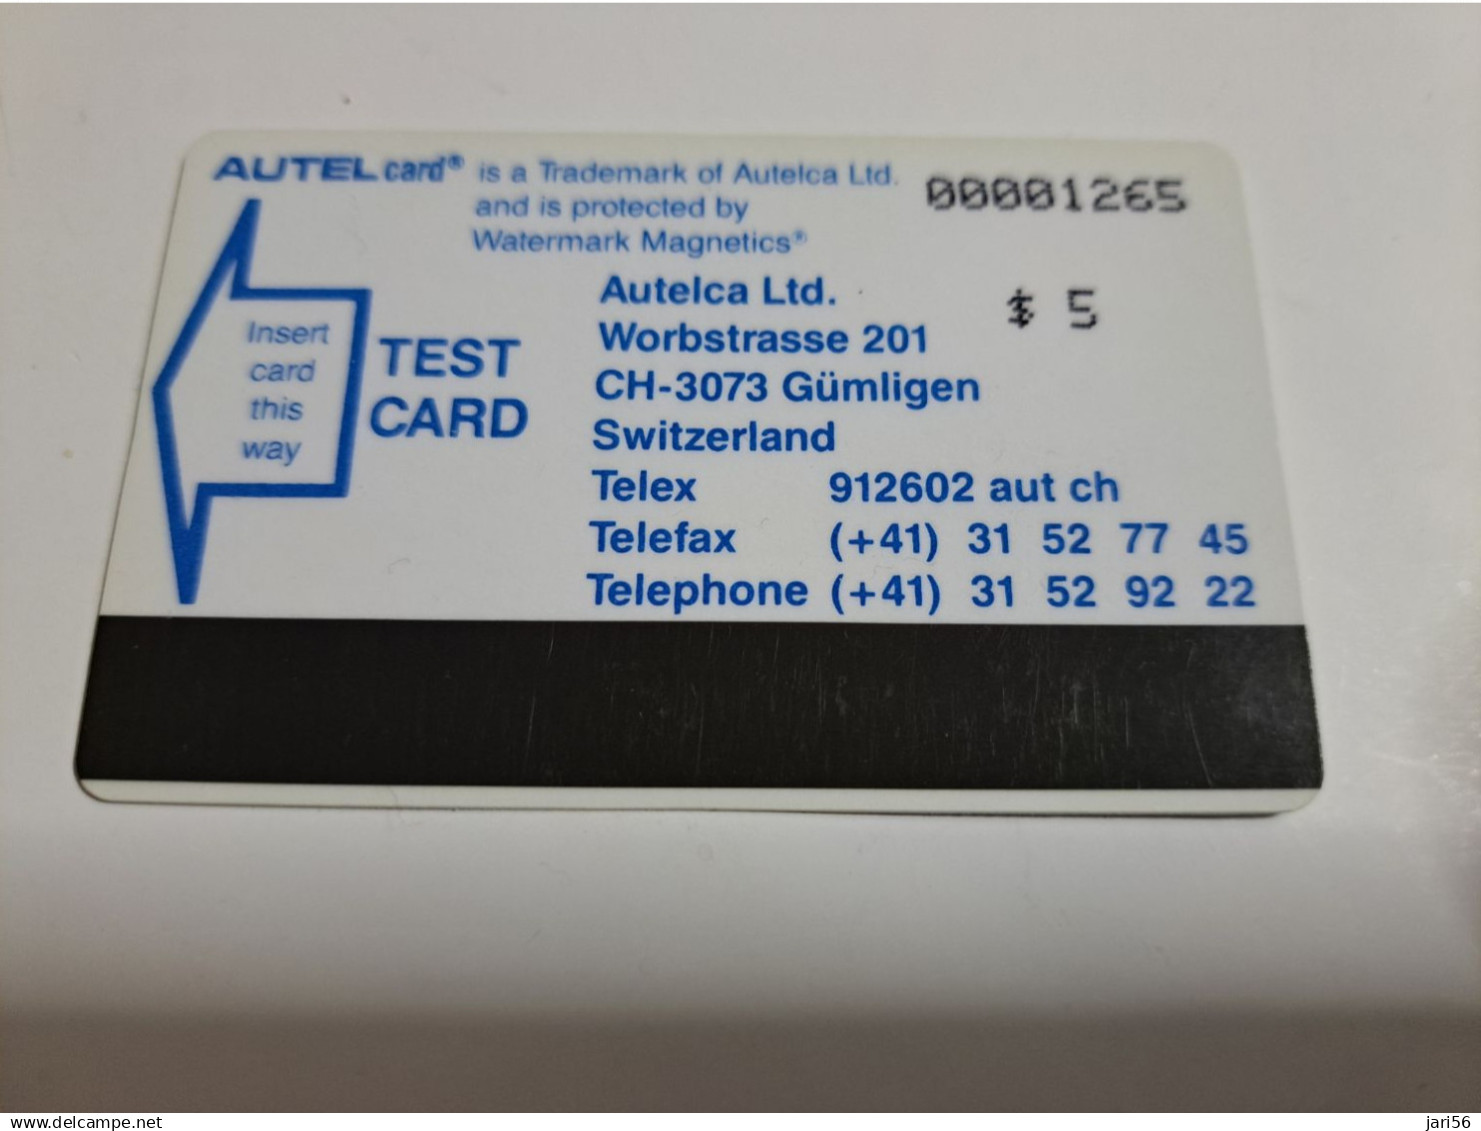 AUTELcard® is a Trademark of Autelca Ltd.
and is protected by
Watermark Magnetics®
00001265
$ 5
Insert
card
this
way
TEST
CARD
Autelca Ltd.
Worbstrasse 201
CH-3073 Gümligen
Switzerland
Telex 912602 aut ch
Telefax (+41) 31 52 77 45
Telephone (+41) 31 52 92 22
www.delcampe.net
jari56